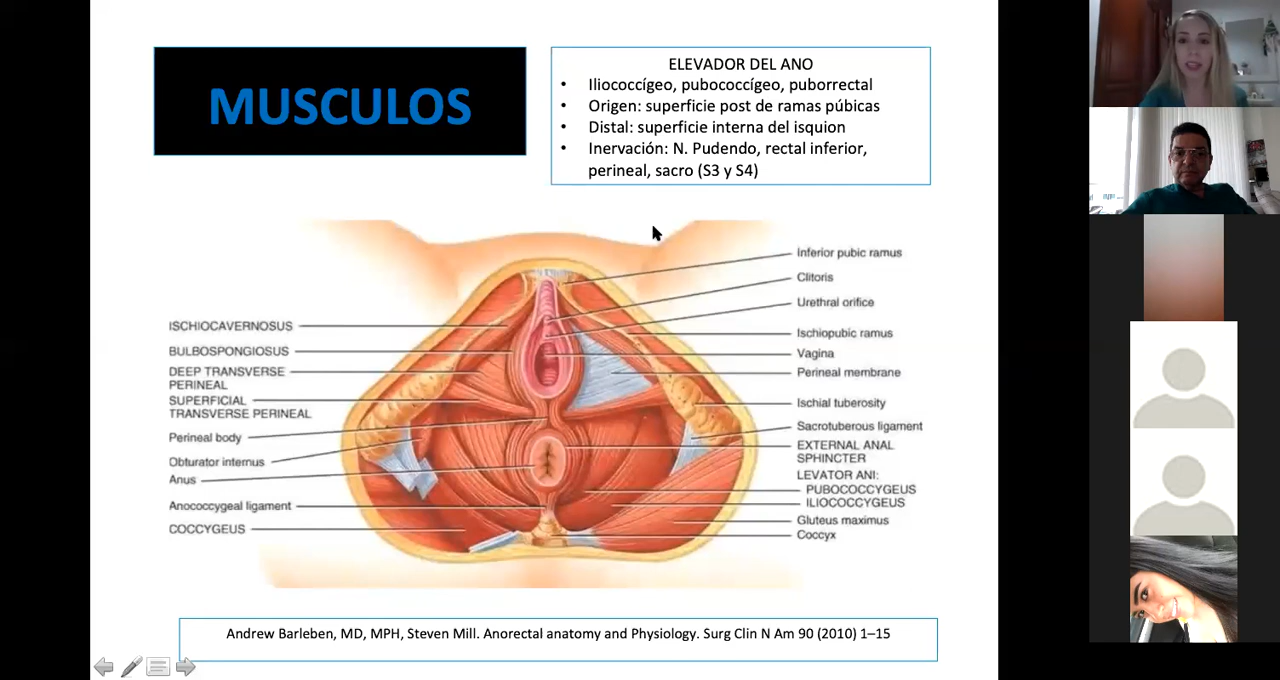 MUSCULOS
ELEVADOR DEL ANO
• Iliococcígeo, pubococcígeo, puborrectal
• Origen: superficie post de ramas púbicas
• Distal: superficie interna del isquion
• Inervación: N. Pudendo, rectal inferior,
perineal, sacro (S3 y S4)
ISCHIOCAVERNOSUS
BULBOSPONGIOSUS
DEEP TRANSVERSE
PERINEAL
SUPERFICIAL
TRANSVERSE PERINEAL
Perineal body
Obturator internus
Anus
Anococcygeal ligament
COCCYGEUS
Inferior pubic ramus
Clitoris
Urethral orifice
Ischiopubic ramus
Vagina
Perineal membrane
Ischial tuberosity
Sacrotuberous ligament
EXTERNAL ANAL
SPHINCTER
LEVATOR ANI:
PUBOCOCCYGEUS
ILIOCOCCYGEUS
Gluteus maximus
Coccyx
Andrew Barleben, MD, MPH, Steven Mill. Anorectal anatomy and Physiology. Surg Clin N Am 90 (2010) 1–15